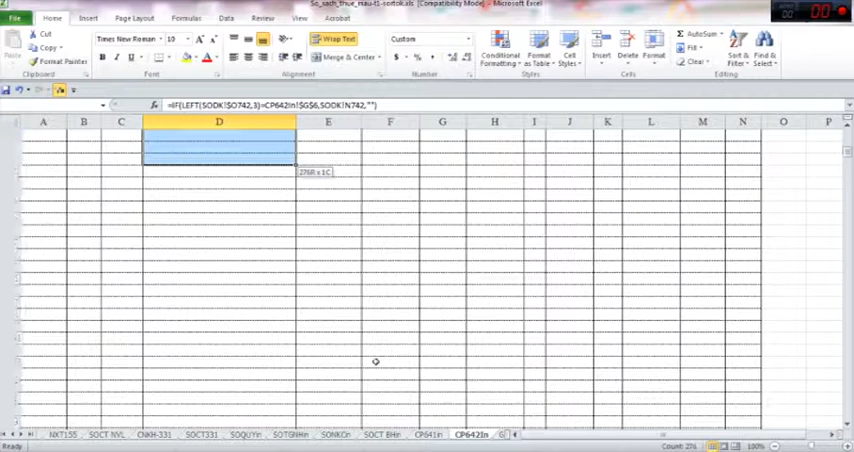 So_sach_thue_mau-t1-sortok.xls [Compatibility Mode] - Microsoft Excel
File Home Insert Page Layout Formulas Data Review View Acrobat
Cut
Copy
Format Painter
Paste
Times New Roman 10
B I U
Wrap Text
Merge & Center
Custom
$ % ,
Conditional Formatting
Format as Table
Cell Styles
Insert Delete Format
AutoSum
Fill
Clear
Sort & Filter
Find & Select
00 00
Clipboard Font Alignment Number Styles Cells Editing
fx =IF(LEFT(SODK!$O742,3)=CP642In!$G$6,SODK!N742,"")
A B C D E F G H I J K L M N O P
276R x 1C
NXT155 SOCT NVL CNKH-331 SOCT331 SOQUYin SOTGNHin SONKCin SOCT BHin CP641in CP642In
Ready Count: 276 100%